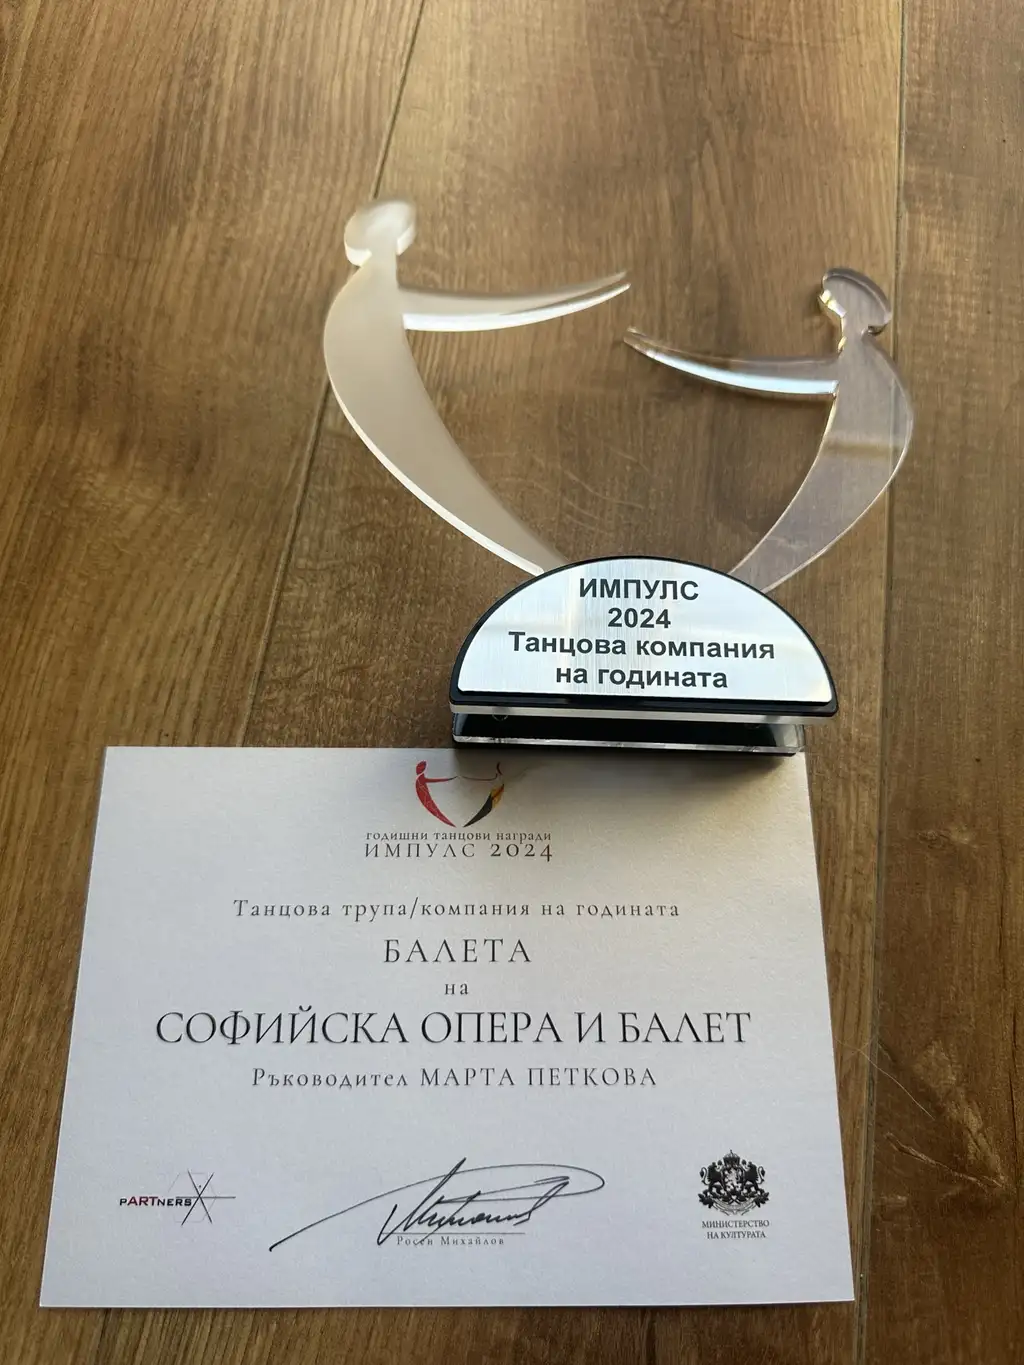 ИМПУЛС
2024
Танцова компания
на годината
годишни танцови награди
ИМПУЛС 2024
Танцова трупа/компания на годината
БАЛЕТА
на
СОФИЙСКА ОПЕРА И БАЛЕТ
Ръководител МАРТА ПЕТКОВА
pARTNERS
Росен Михайлов
МИНИСТЕРСТВО
НА КУЛТУРАТА